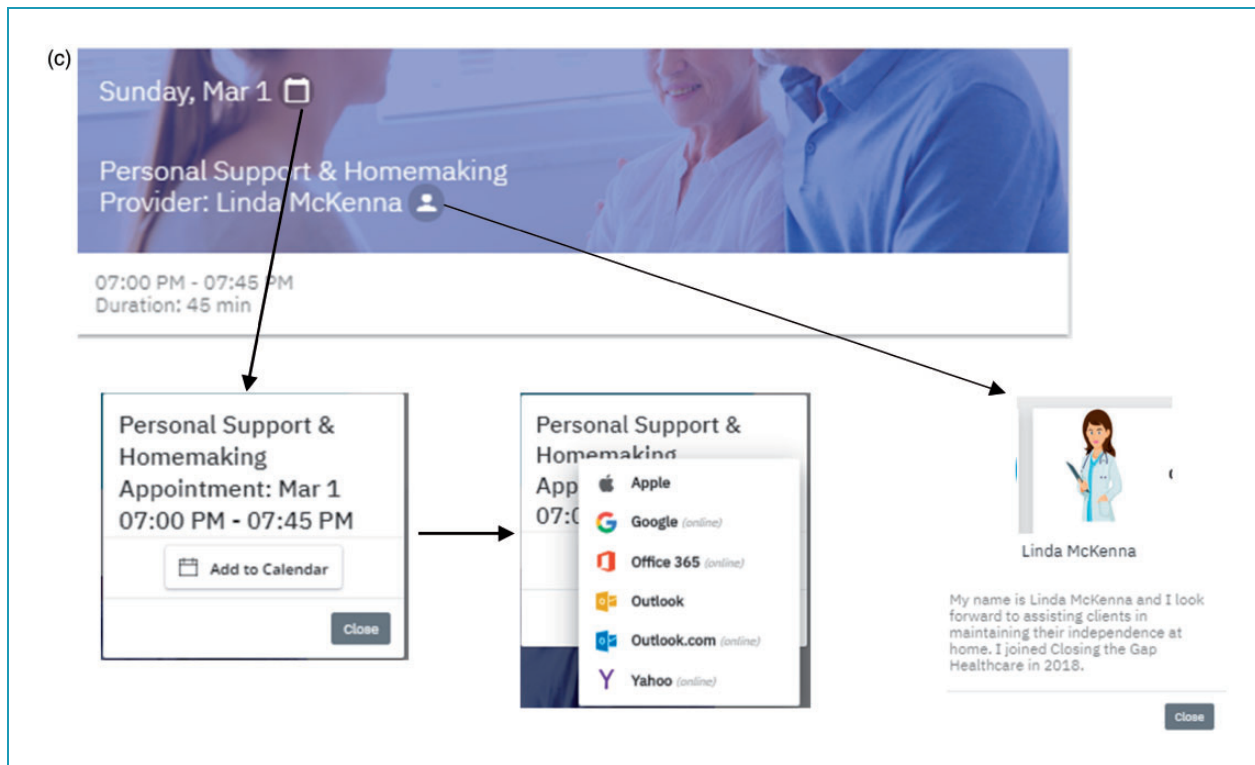 (c)
Sunday, Mar 1
Personal Support & Homemaking
Provider: Linda McKenna
07:00 PM - 07:45 PM
Duration: 45 min
Personal Support &
Homemaking
Appointment: Mar 1
07:00 PM - 07:45 PM
Add to Calendar
Close
Personal Support &
Homemaking
App
07:0
Apple
Google (online)
Office 365 (online)
Outlook
Outlook.com (online)
Yahoo (online)
Linda McKenna
My name is Linda McKenna and I look
forward to assisting clients in
maintaining their independence at
home. I joined Closing the Gap
Healthcare in 2018.
Close